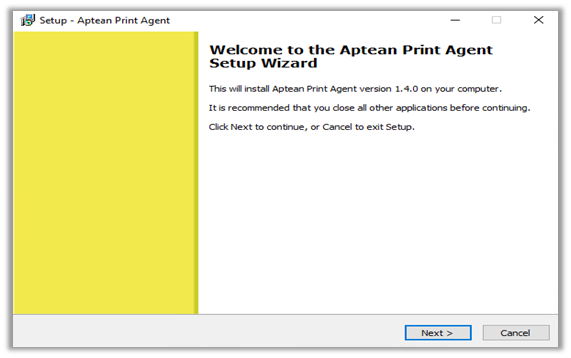 Setup - Aptean Print Agent
Welcome to the Aptean Print Agent
Setup Wizard
This will install Aptean Print Agent version 1.4.0 on your computer.
It is recommended that you close all other applications before continuing.
Click Next to continue, or Cancel to exit Setup.
Next >
Cancel